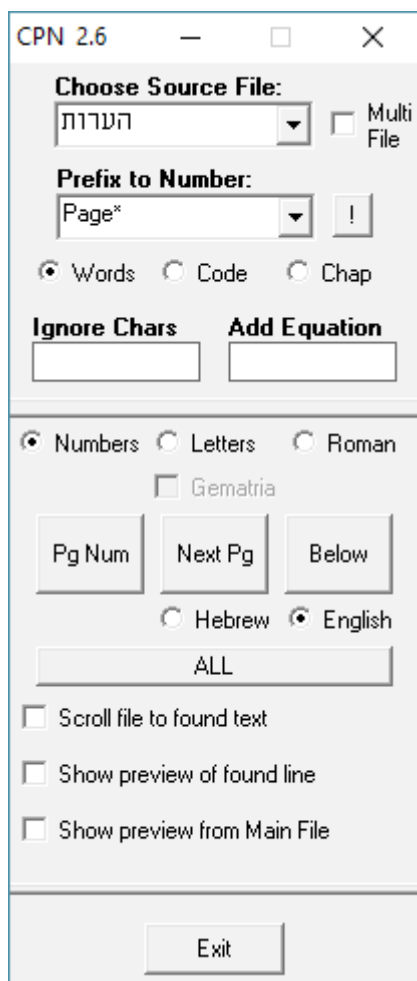 CPN 2.6
Choose Source File:
הערות
Multi File
Prefix to Number:
Page*
!
Words Code Chap
Ignore Chars Add Equation
Numbers Letters Roman
Gematria
Pg Num Next Pg Below
Hebrew English
ALL
Scroll file to found text
Show preview of found line
Show preview from Main File
Exit